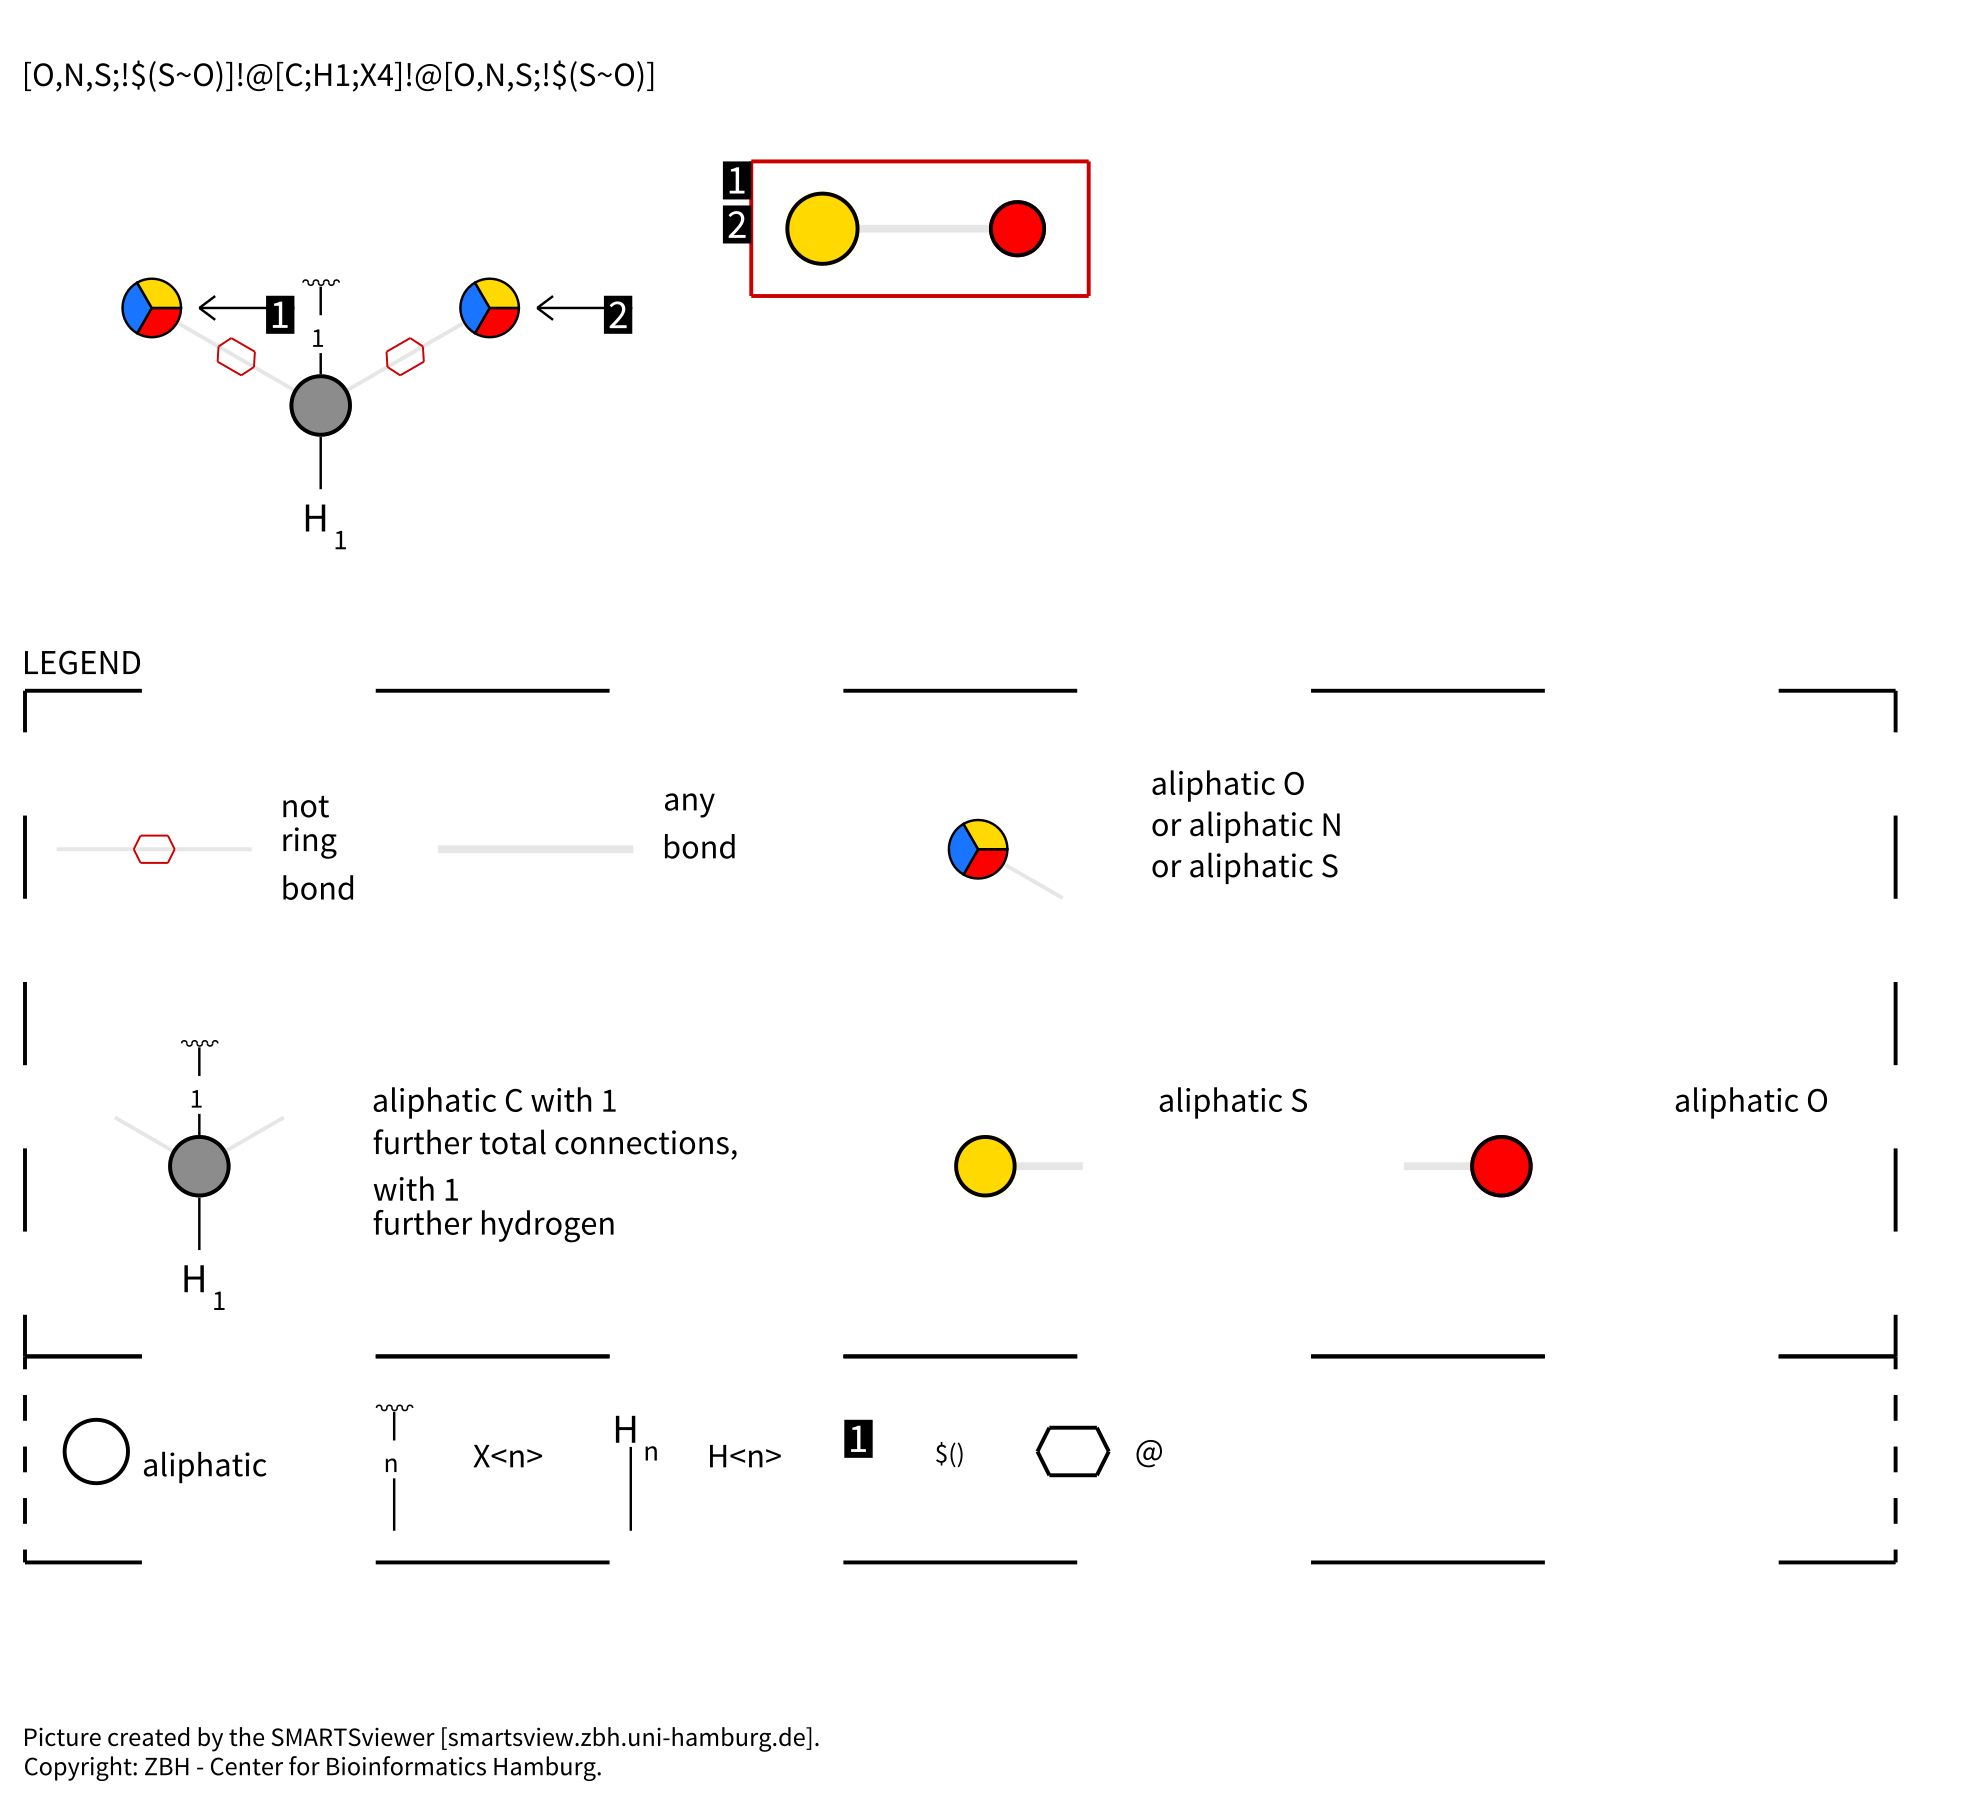 [O,N,S;!$(S~O)]!@[C;H1;X4]!@[O,N,S;!$(S~O)]
1
2
1
1
2
H
1
LEGEND
not
ring
bond
any
bond
aliphatic O
or aliphatic N
or aliphatic S
1
aliphatic C with 1
further total connections,
with 1
further hydrogen
H
1
aliphatic S
aliphatic O
aliphatic
n
X<n>
H
n
H<n>
1
$()
@
Picture created by the SMARTSviewer [smartsview.zbh.uni-hamburg.de].
Copyright: ZBH - Center for Bioinformatics Hamburg.